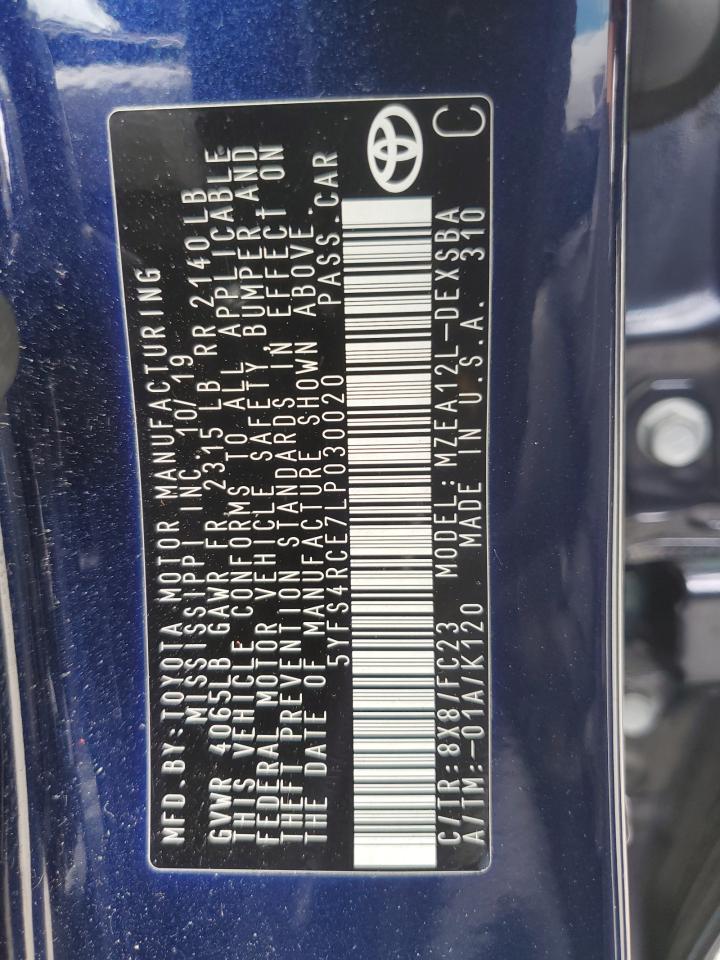 MFD.BY:TOYOTA MOTOR MANUFACTURING
MISSISSIPPI INC 10/19
GVWR 4065LB GAWR FR 2315 LB RR 2140 LB
THIS VEHICLE CONFORMS TO ALL APPLICABLE
FEDERAL MOTOR VEHICLE SAFETY BUMPER AND
THEFT PREVENTION STANDARDS IN EFFECT ON
THE DATE OF MANUFACTURE SHOWN ABOVE.
5YFS4RCE7LP030020 PASS.CAR
C/TR:8X8/FC23 MODEL:MZEA12L-DEXSBA
A/TM:-01A/K120 MADE IN U.S.A. 310
C